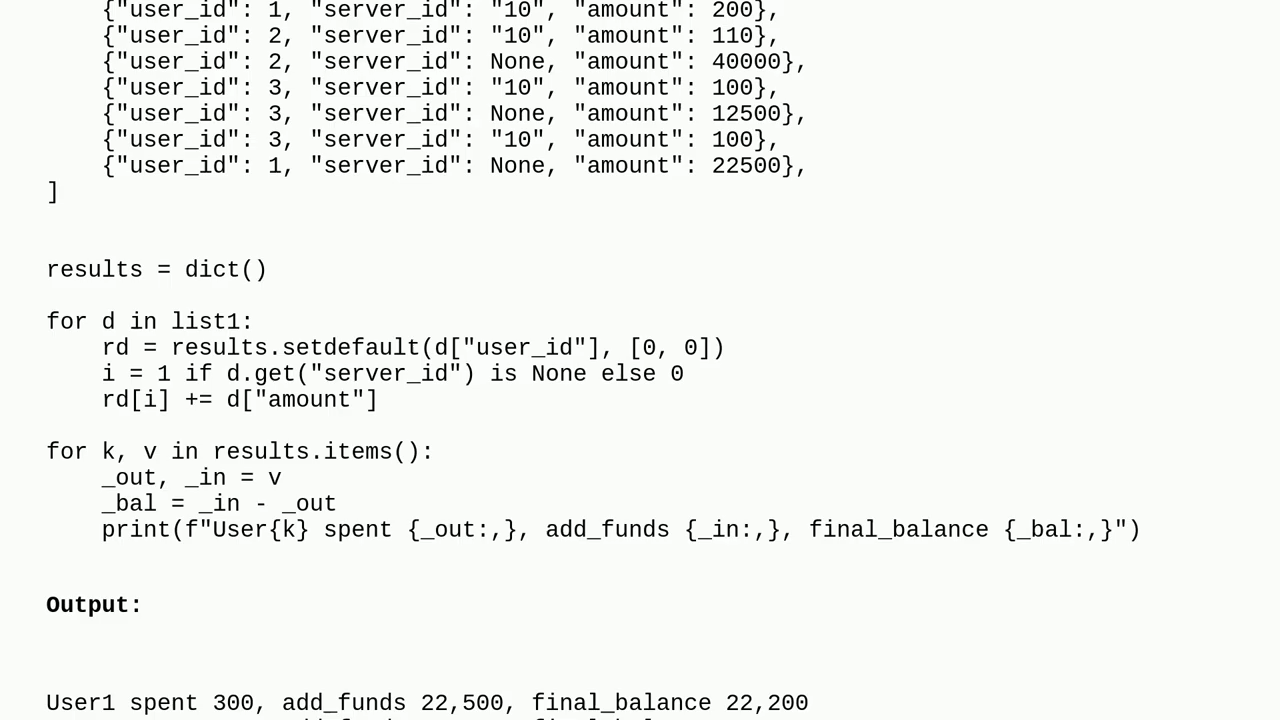 {"user_id": 1, "server_id": "10", "amount": 200},
{"user_id": 2, "server_id": "10", "amount": 110},
{"user_id": 2, "server_id": None, "amount": 40000},
{"user_id": 3, "server_id": "10", "amount": 100},
{"user_id": 3, "server_id": None, "amount": 12500},
{"user_id": 3, "server_id": "10", "amount": 100},
{"user_id": 1, "server_id": None, "amount": 22500},
]
results = dict()
for d in list1:
rd = results.setdefault(d["user_id"], [0, 0])
i = 1 if d.get("server_id") is None else 0
rd[i] += d["amount"]
for k, v in results.items():
_out, _in = v
_bal = _in - _out
print(f"User{k} spent {_out:,}, add_funds {_in:,}, final_balance {_bal:,}")
Output:
User1 spent 300, add_funds 22,500, final_balance 22,200